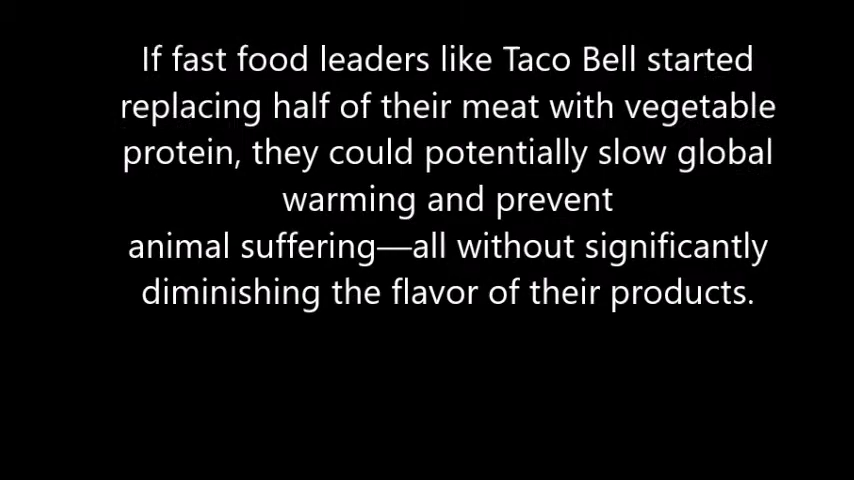 If fast food leaders like Taco Bell started
replacing half of their meat with vegetable
protein, they could potentially slow global
warming and prevent
animal suffering—all without significantly
diminishing the flavor of their products.